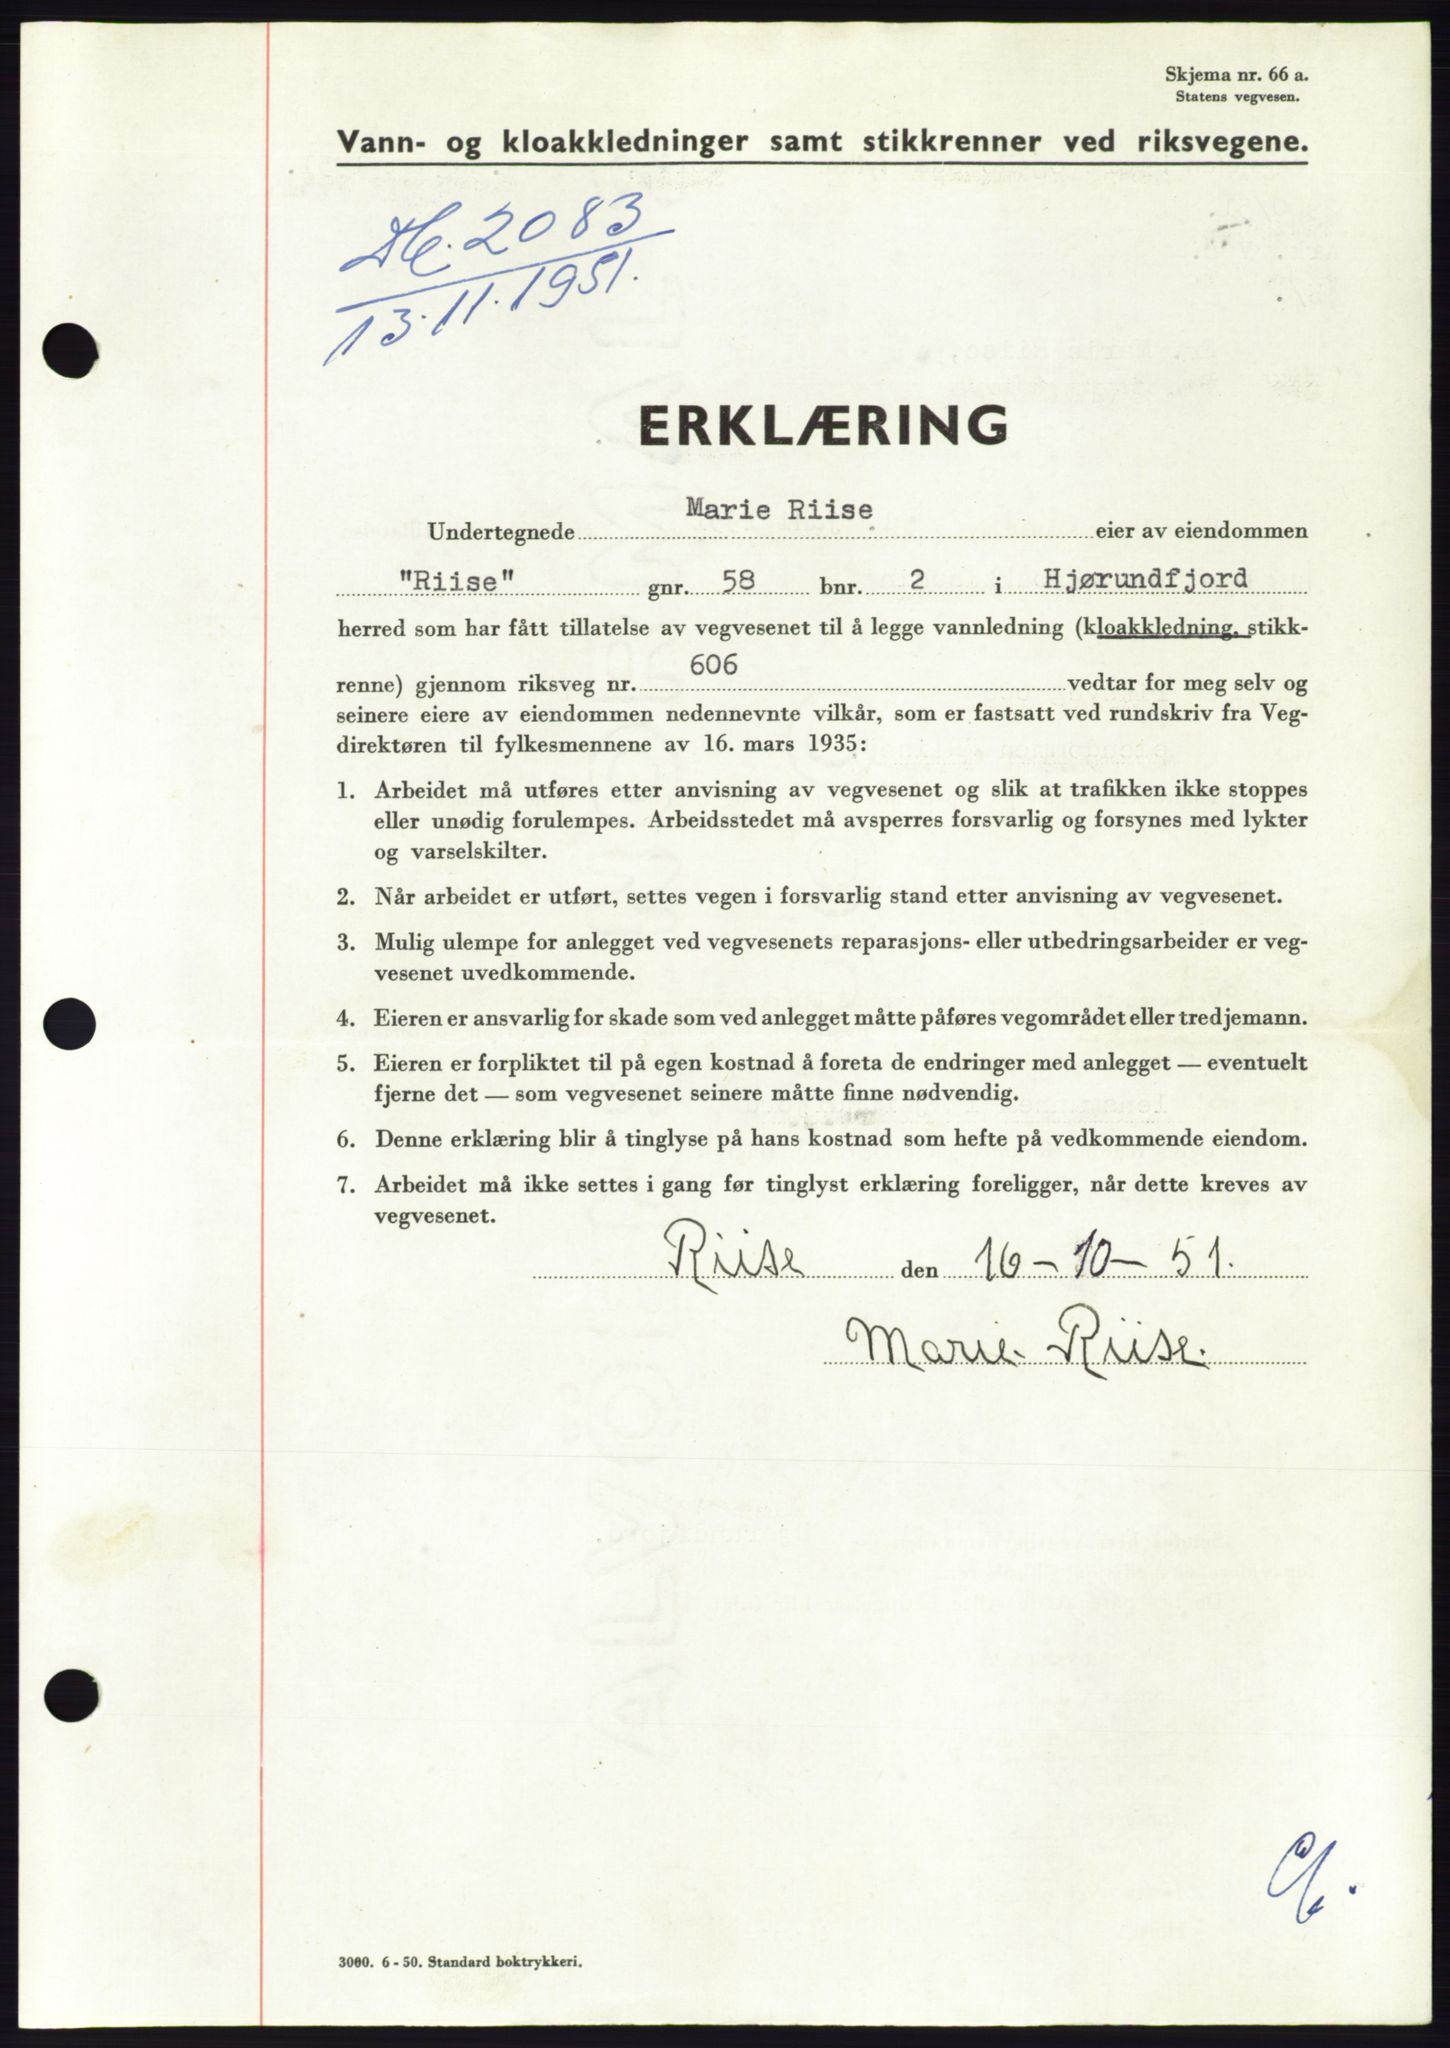 Skjema nr. 66 a.
Statens vegvesen.
Vann- og kloakkledninger samt stikkrenner ved riksvegene.
2083
13.11.1951.
ERKLÆRING
Undertegnede Marie Riise eier av eiendommen
"Riise" gnr. 58 bnr. 2 i Hjørundfjord
herred som har fått tillatelse av vegvesenet til å legge vannledning (kloakkledning, stikk-
renne) gjennom riksveg nr. 606 vedtar for meg selv og
seinere eiere av eiendommen nedennevnte vilkår, som er fastsatt ved rundskriv fra Veg-
direktøren til fylkesmennene av 16. mars 1935:
1. Arbeidet må utføres etter anvisning av vegvesenet og slik at trafikken ikke stoppes
eller unødig forulempes. Arbeidsstedet må avsperres forsvarlig og forsynes med lykter
og varselskilter.
2. Når arbeidet er utført, settes vegen i forsvarlig stand etter anvisning av vegvesenet.
3. Mulig ulempe for anlegget ved vegvesenets reparasjons- eller utbedringsarbeider er veg-
vesenet uvedkommende.
4. Eieren er ansvarlig for skade som ved anlegget måtte påføres vegområdet eller tredjemann.
5. Eieren er forpliktet til på egen kostnad å foreta de endringer med anlegget — eventuelt
fjerne det — som vegvesenet seinere måtte finne nødvendig.
6. Denne erklæring blir å tinglyse på hans kostnad som hefte på vedkommende eiendom.
7. Arbeidet må ikke settes i gang før tinglyst erklæring foreligger, når dette kreves av
vegvesenet.
Riise den 16-10-51.
Marie Riise.
3000. 6-50. Standard boktrykkeri.